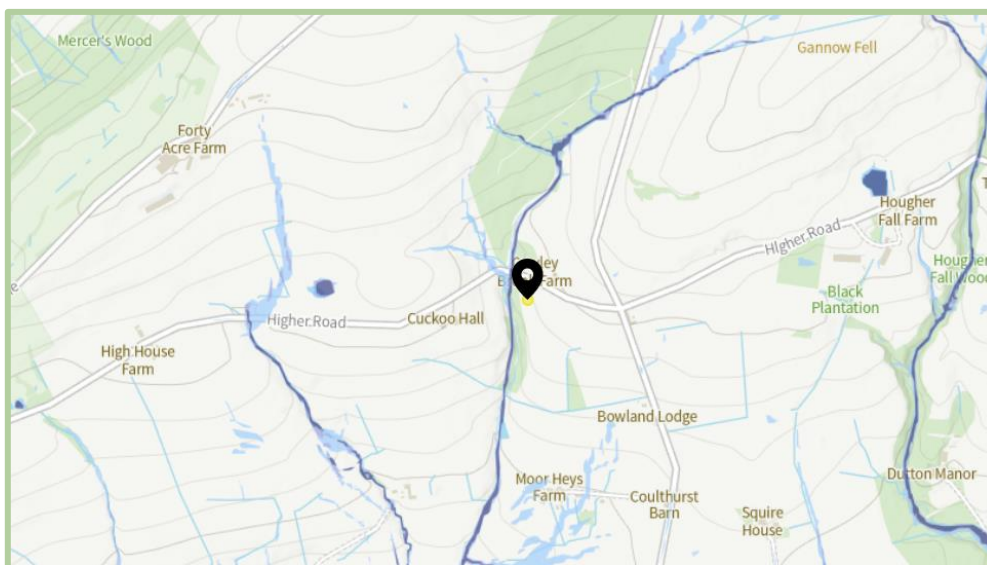 Mercer's Wood
Gannow Fell
Forty
Acre Farm
Hougher
Fall Farm
Higher Road
Hougher
Fall Wood
Farm
Black
Plantation
Higher Road
Cuckoo Hall
High House
Farm
Bowland Lodge
Moor Heys
Farm
Coulthurst
Barn
Squire
House
Dutton Manor